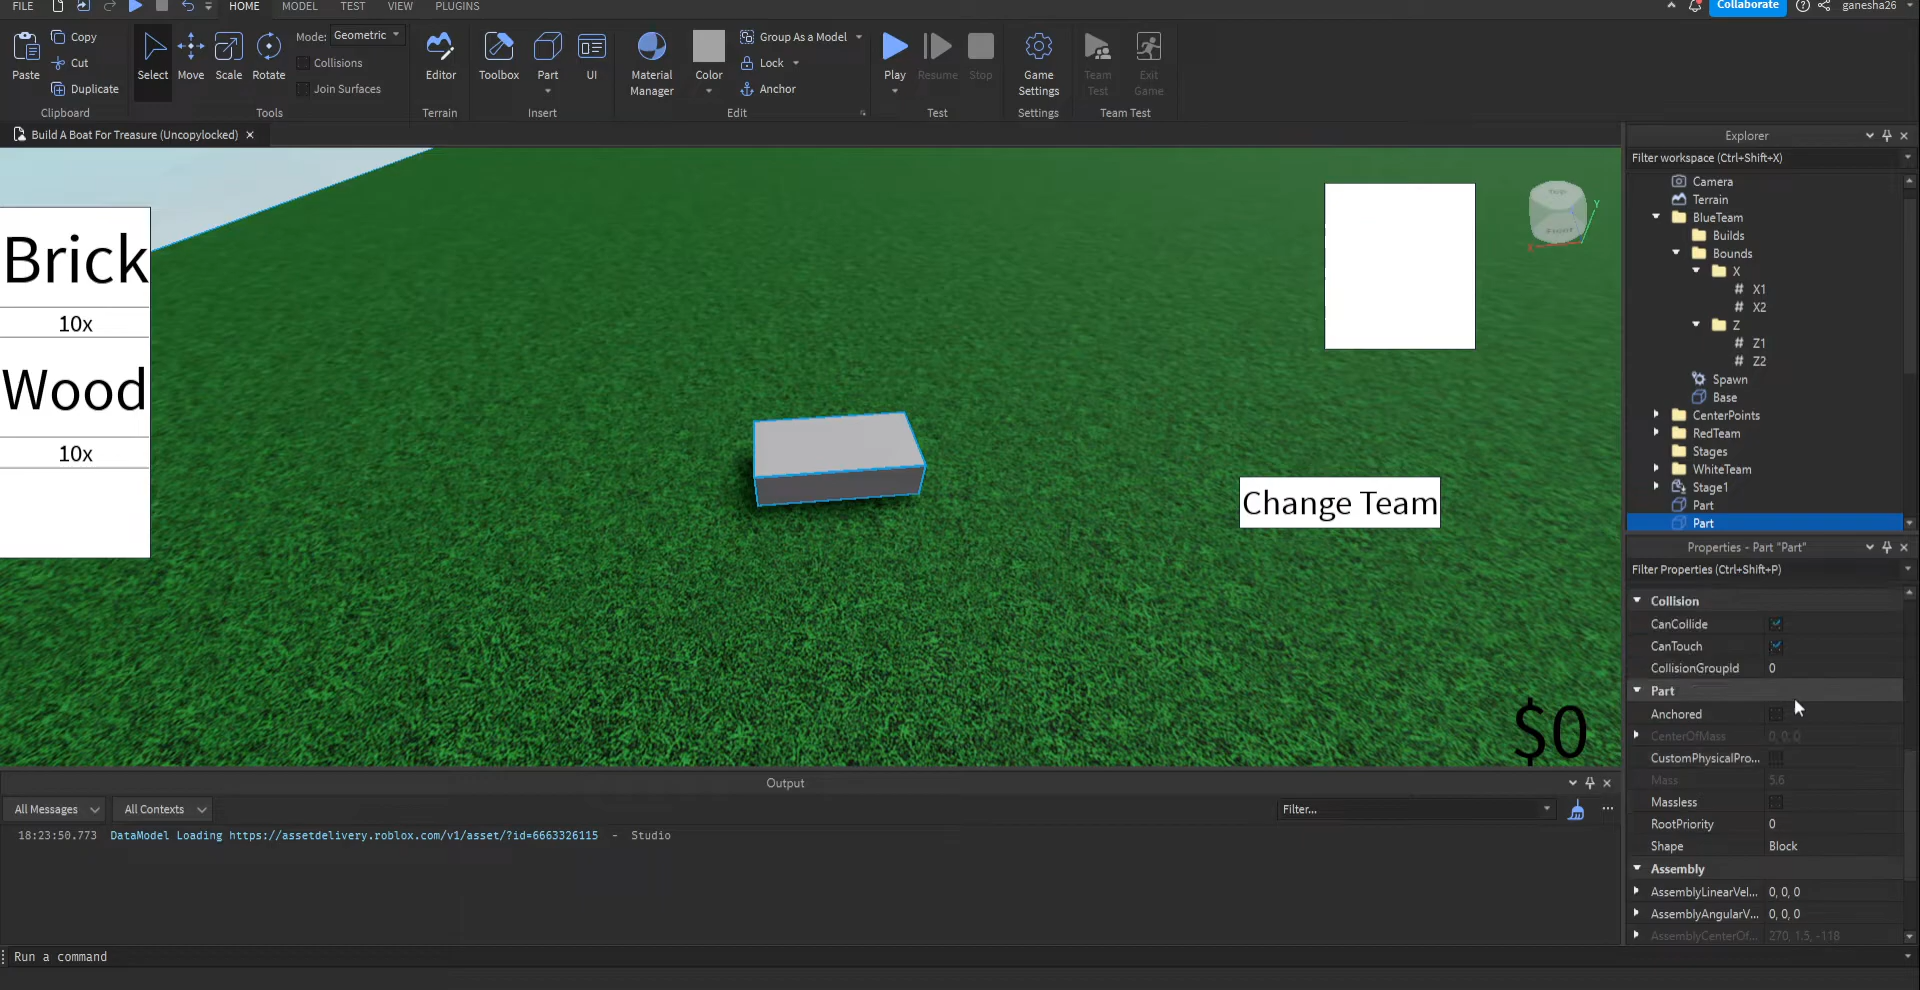 FILE HOME MODEL TEST VIEW PLUGINS Collaborate ganesha26
Copy Mode: Geometric Group As a Model
Cut Collisions Lock
Paste Duplicate Select Move Scale Rotate Join Surfaces Editor Toolbox Part UI Material Manager Color Anchor Play Resume Stop Game Settings Team Test Exit Game
Clipboard Tools Terrain Insert Edit Test Settings Team Test
Build A Boat For Treasure (Uncopylocked)
Brick
10x
Wood
10x
Change Team
$0
Explorer
Filter workspace (Ctrl+Shift+X)
Camera
Terrain
BlueTeam
Builds
Bounds
X
# X1
# X2
Z
# Z1
# Z2
Spawn
Base
CenterPoints
RedTeam
Stages
WhiteTeam
Stage1
Part
Part
Properties - Part "Part"
Filter Properties (Ctrl+Shift+P)
Collision
CanCollide
CanTouch
CollisionGroupId 0
Part
Anchored
CenterOfMass 0, 0, 0
CustomPhysicalPro...
Mass 5.6
Massless
RootPriority 0
Shape Block
Assembly
AssemblyLinearVel... 0, 0, 0
AssemblyAngularV... 0, 0, 0
AssemblyCenterOf... 270, 1.5, -118
Output
All Messages All Contexts Filter...
18:23:50.773 DataModel Loading https://assetdelivery.roblox.com/v1/asset/?id=6663326115 - Studio
Run a command